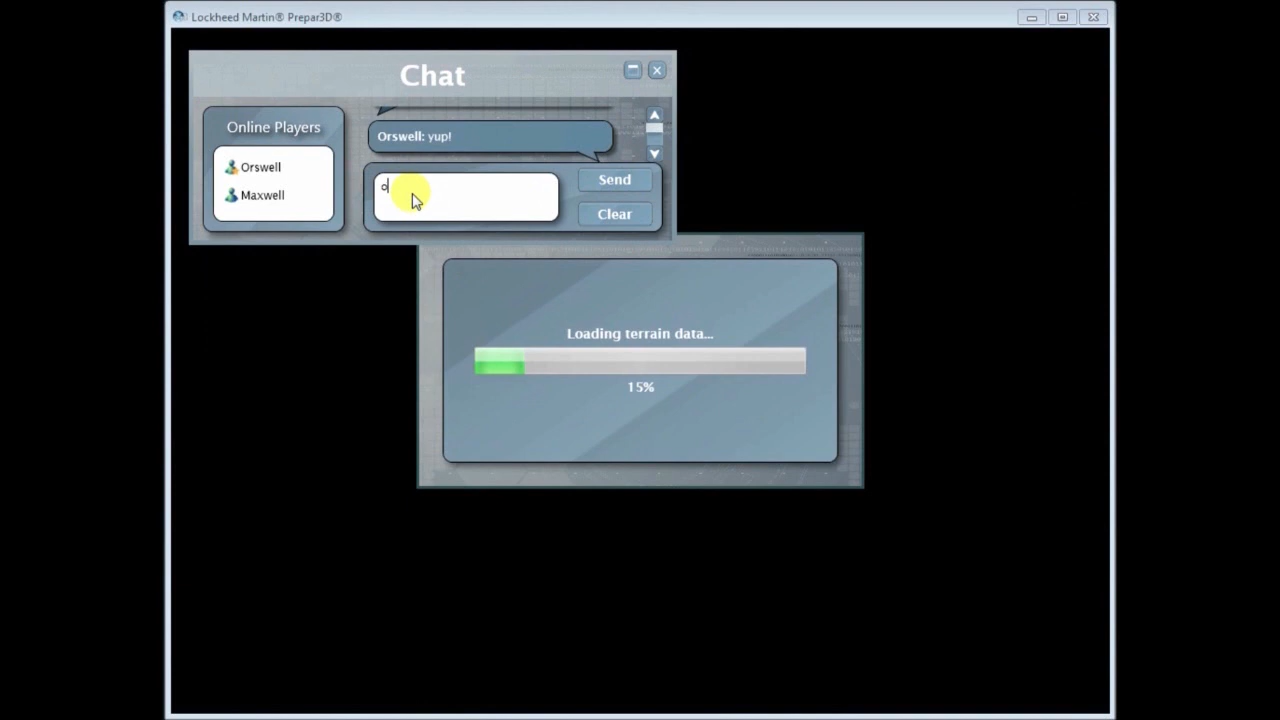 Lockheed Martin® Prepar3D®
Chat
Online Players
Orswell
Maxwell
Orswell: yup!
o
Send
Clear
Loading terrain data...
15%